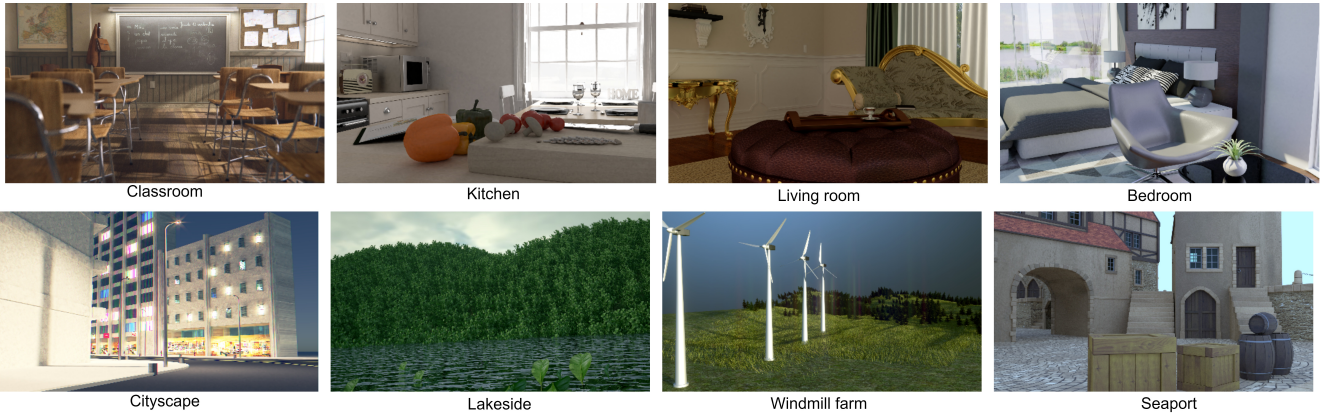 Classroom
Kitchen
Living room
Bedroom
Cityscape
Lakeside
Windmill farm
Seaport
HOME